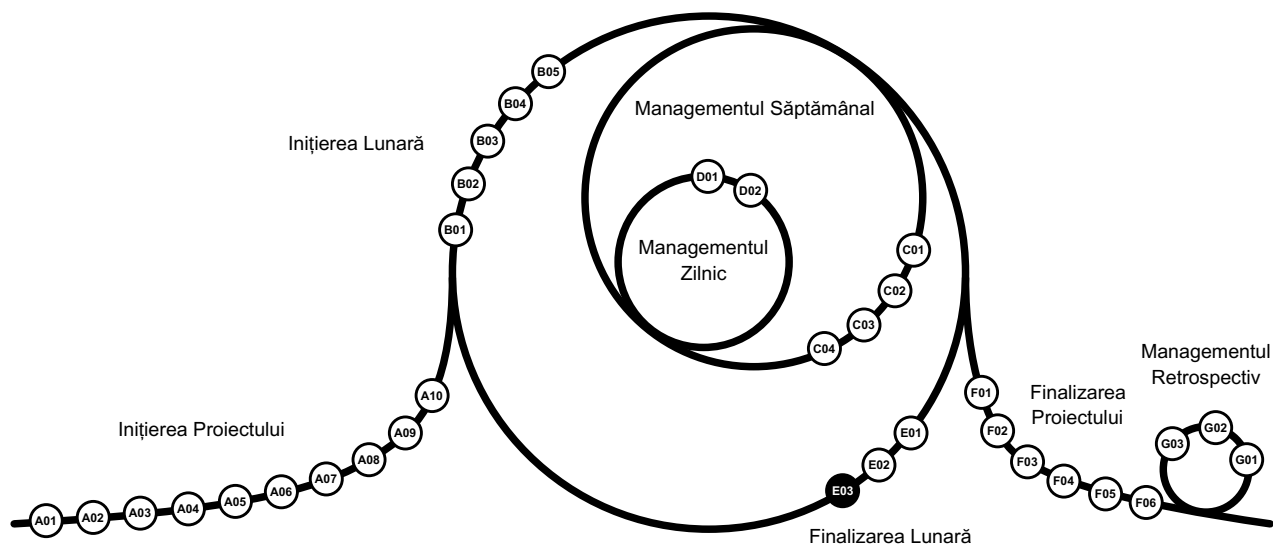 B05
B04
B03
B02
B01
Inițierea Lunară
Managementul Săptămânal
D01
D02
Managementul
Zilnic
C01
C02
C03
C04
A10
A09
A08
A07
A06
A05
A04
A03
A02
A01
Inițierea Proiectului
E01
E02
E03
Finalizarea Lunară
F01
F02
F03
F04
F05
F06
Finalizarea
Proiectului
Managementul
Retrospectiv
G03
G02
G01